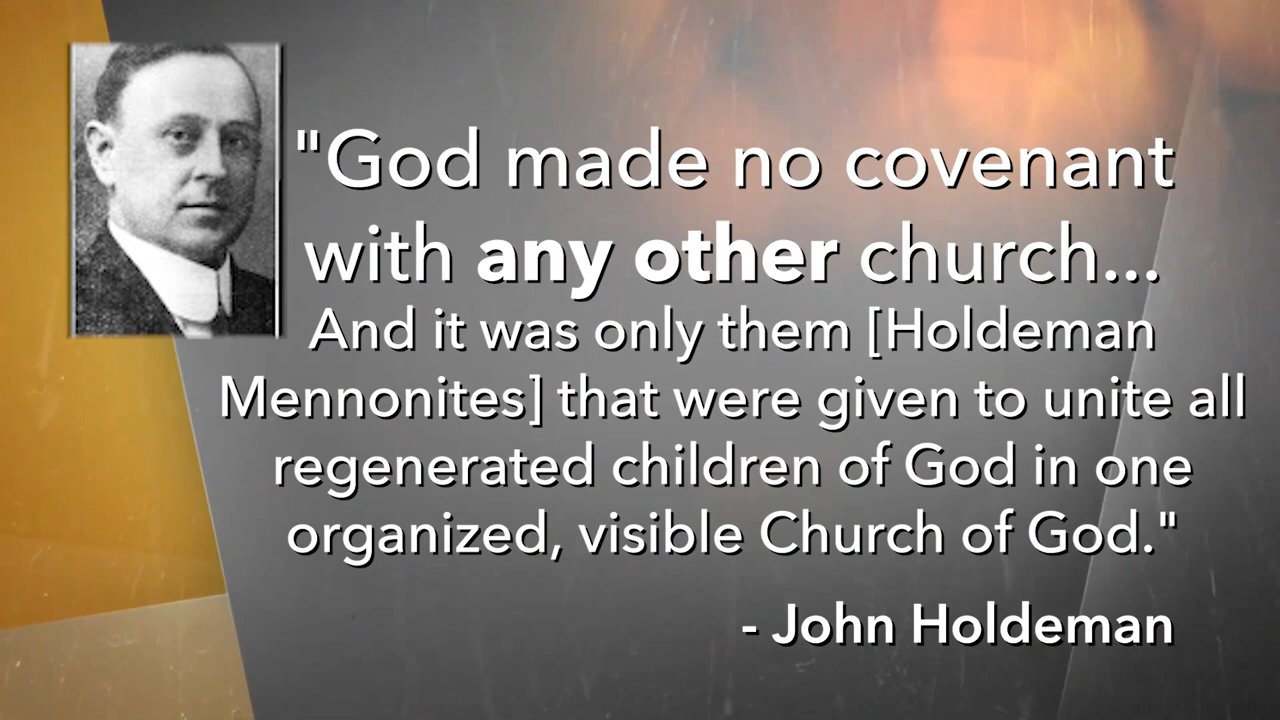 "God made no covenant
with any other church...
And it was only them [Holdeman
Mennonites] that were given to unite all
regenerated children of God in one
organized, visible Church of God."
- John Holdeman